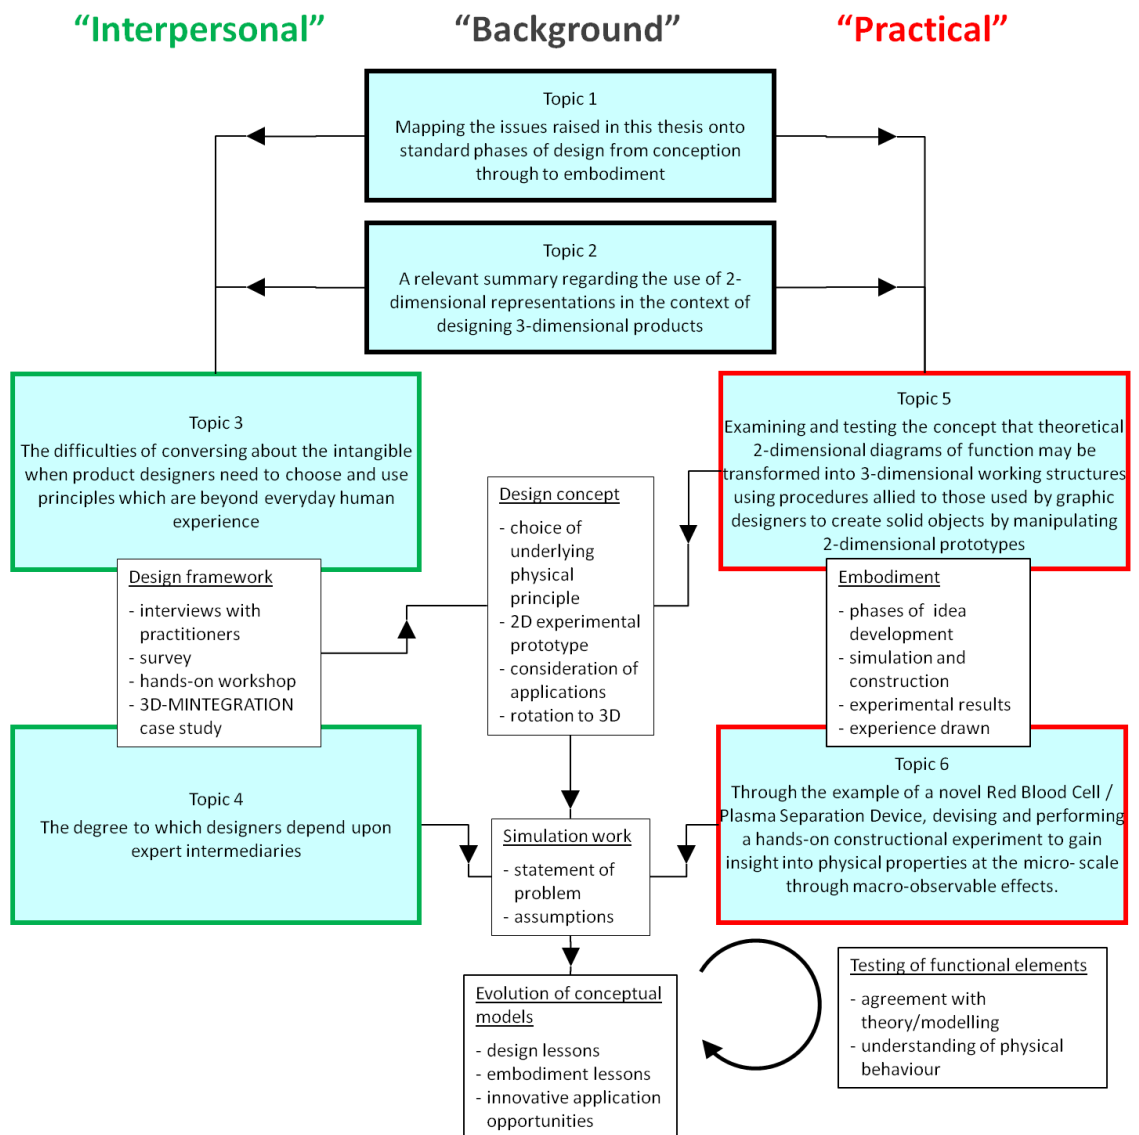 “Interpersonal”
“Background”
“Practical”
Topic 1
Mapping the issues raised in this thesis onto
standard phases of design from conception
through to embodiment
Topic 2
A relevant summary regarding the use of 2-
dimensional representations in the context of
designing 3-dimensional products
Topic 3
The difficulties of conversing about the intangible
when product designers need to choose and use
principles which are beyond everyday human
experience
Topic 5
Examining and testing the concept that theoretical
2-dimensional diagrams of function may be
transformed into 3-dimensional working structures
using procedures allied to those used by graphic
designers to create solid objects by manipulating
2-dimensional prototypes
Design concept
- choice of
underlying
physical
principle
- 2D experimental
prototype
- consideration of
applications
- rotation to 3D
Design framework
- interviews with
practitioners
- survey
- hands-on workshop
- 3D-MINTEGRATION
case study
Embodiment
- phases of idea
development
- simulation and
construction
- experimental results
- experience drawn
Topic 4
The degree to which designers depend upon
expert intermediaries
Topic 6
Through the example of a novel Red Blood Cell /
Plasma Separation Device, devising and performing
a hands-on constructional experiment to gain
insight into physical properties at the micro- scale
through macro-observable effects.
Simulation work
- statement of
problem
- assumptions
Evolution of conceptual
models
- design lessons
- embodiment lessons
- innovative application
opportunities
Testing of functional elements
- agreement with
theory/modelling
- understanding of physical
behaviour